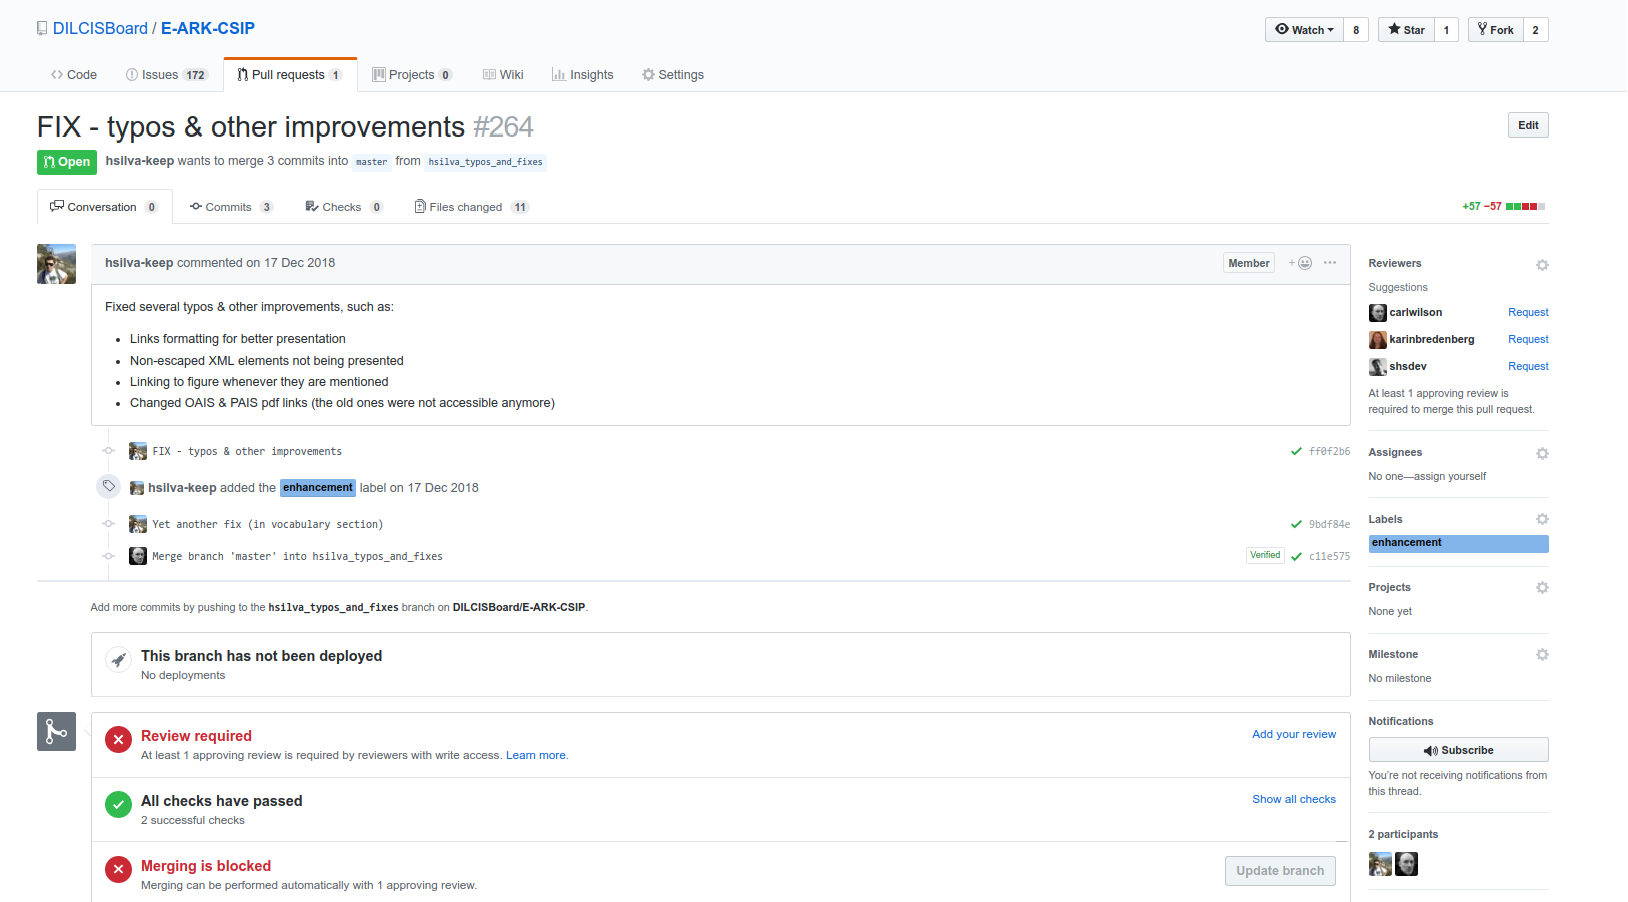 DILCISBoard / E-ARK-CSIP
Watch 8 Star 1 Fork 2
Code Issues 172 Pull requests 1 Projects 0 Wiki Insights Settings
FIX - typos & other improvements #264
Edit
Open hsilva-keep wants to merge 3 commits into master from hsilva_typos_and_fixes
Conversation 0 Commits 3 Checks 0 Files changed 11
+57 −57
hsilva-keep commented on 17 Dec 2018
Member
Fixed several typos & other improvements, such as:
• Links formatting for better presentation
• Non-escaped XML elements not being presented
• Linking to figure whenever they are mentioned
• Changed OAIS & PAIS pdf links (the old ones were not accessible anymore)
FIX - typos & other improvements ff0f2b6
hsilva-keep added the enhancement label on 17 Dec 2018
Yet another fix (in vocabulary section) 9bdf84e
Merge branch 'master' into hsilva_typos_and_fixes Verified c11e575
Add more commits by pushing to the hsilva_typos_and_fixes branch on DILCISBoard/E-ARK-CSIP.
This branch has not been deployed
No deployments
Review required
At least 1 approving review is required by reviewers with write access. Learn more.
Add your review
All checks have passed
2 successful checks
Show all checks
Merging is blocked
Merging can be performed automatically with 1 approving review.
Update branch
Reviewers
Suggestions
carlwilson Request
karinbredenberg Request
shsdev Request
At least 1 approving review is
required to merge this pull request.
Assignees
No one—assign yourself
Labels
enhancement
Projects
None yet
Milestone
No milestone
Notifications
Subscribe
You're not receiving notifications from
this thread.
2 participants